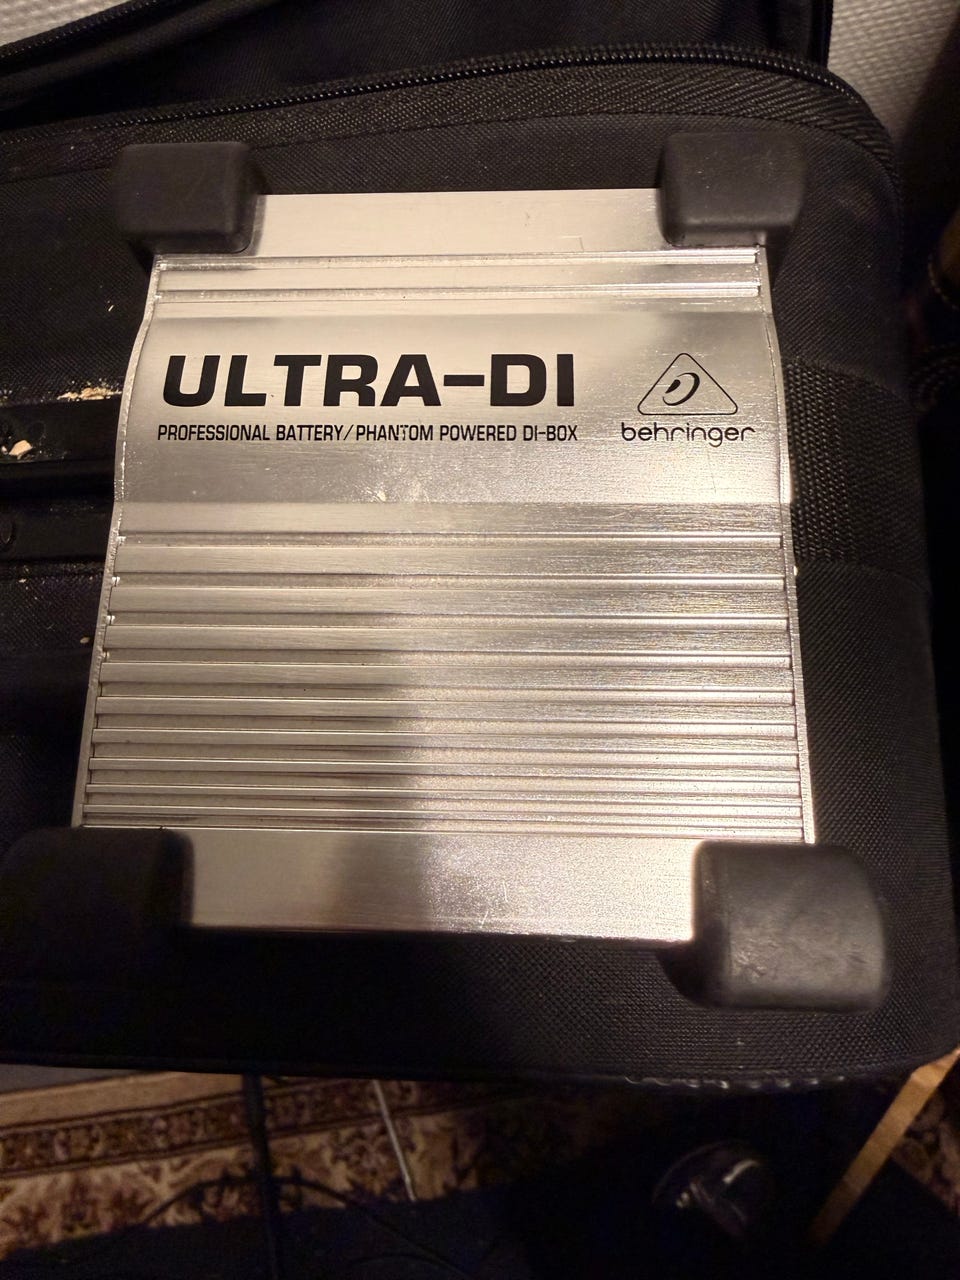 ULTRA-DI
PROFESSIONAL BATTERY/PHANTOM POWERED DI-BOX
behringer